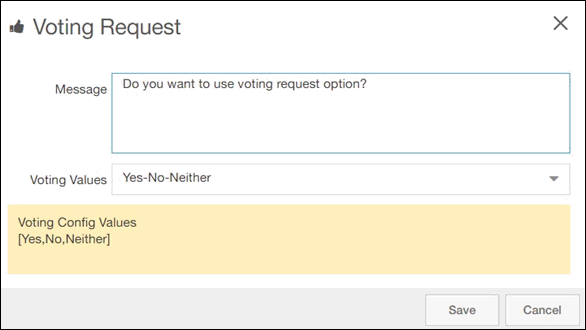 Voting Request
Message
Do you want to use voting request option?
Voting Values
Yes-No-Neither
Voting Config Values
[Yes,No,Neither]
Save
Cancel